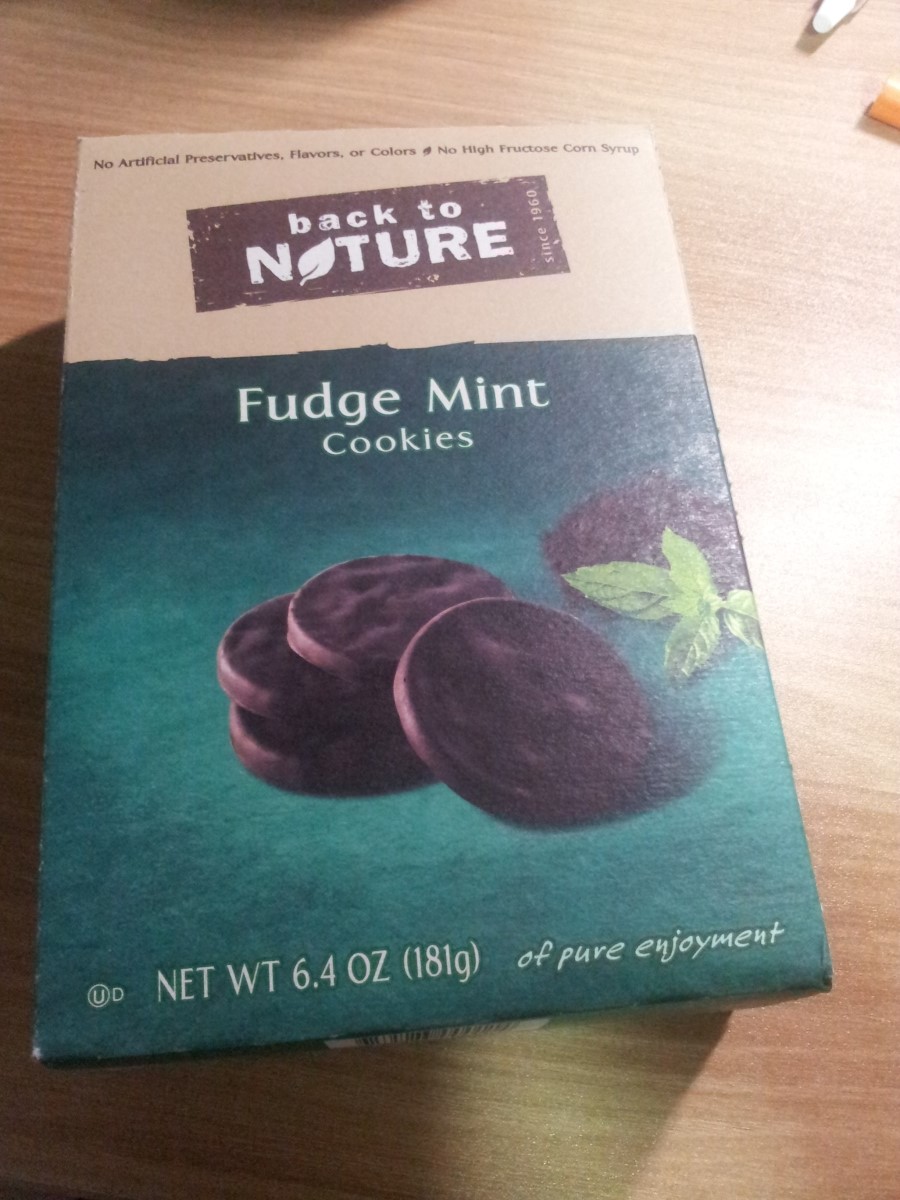 No Artificial Preservatives, Flavors, or Colors No High Fructose Corn Syrup
back to
NATURE
since 1960
Fudge Mint
Cookies
UD NET WT 6.4 OZ (181g) of pure enjoyment